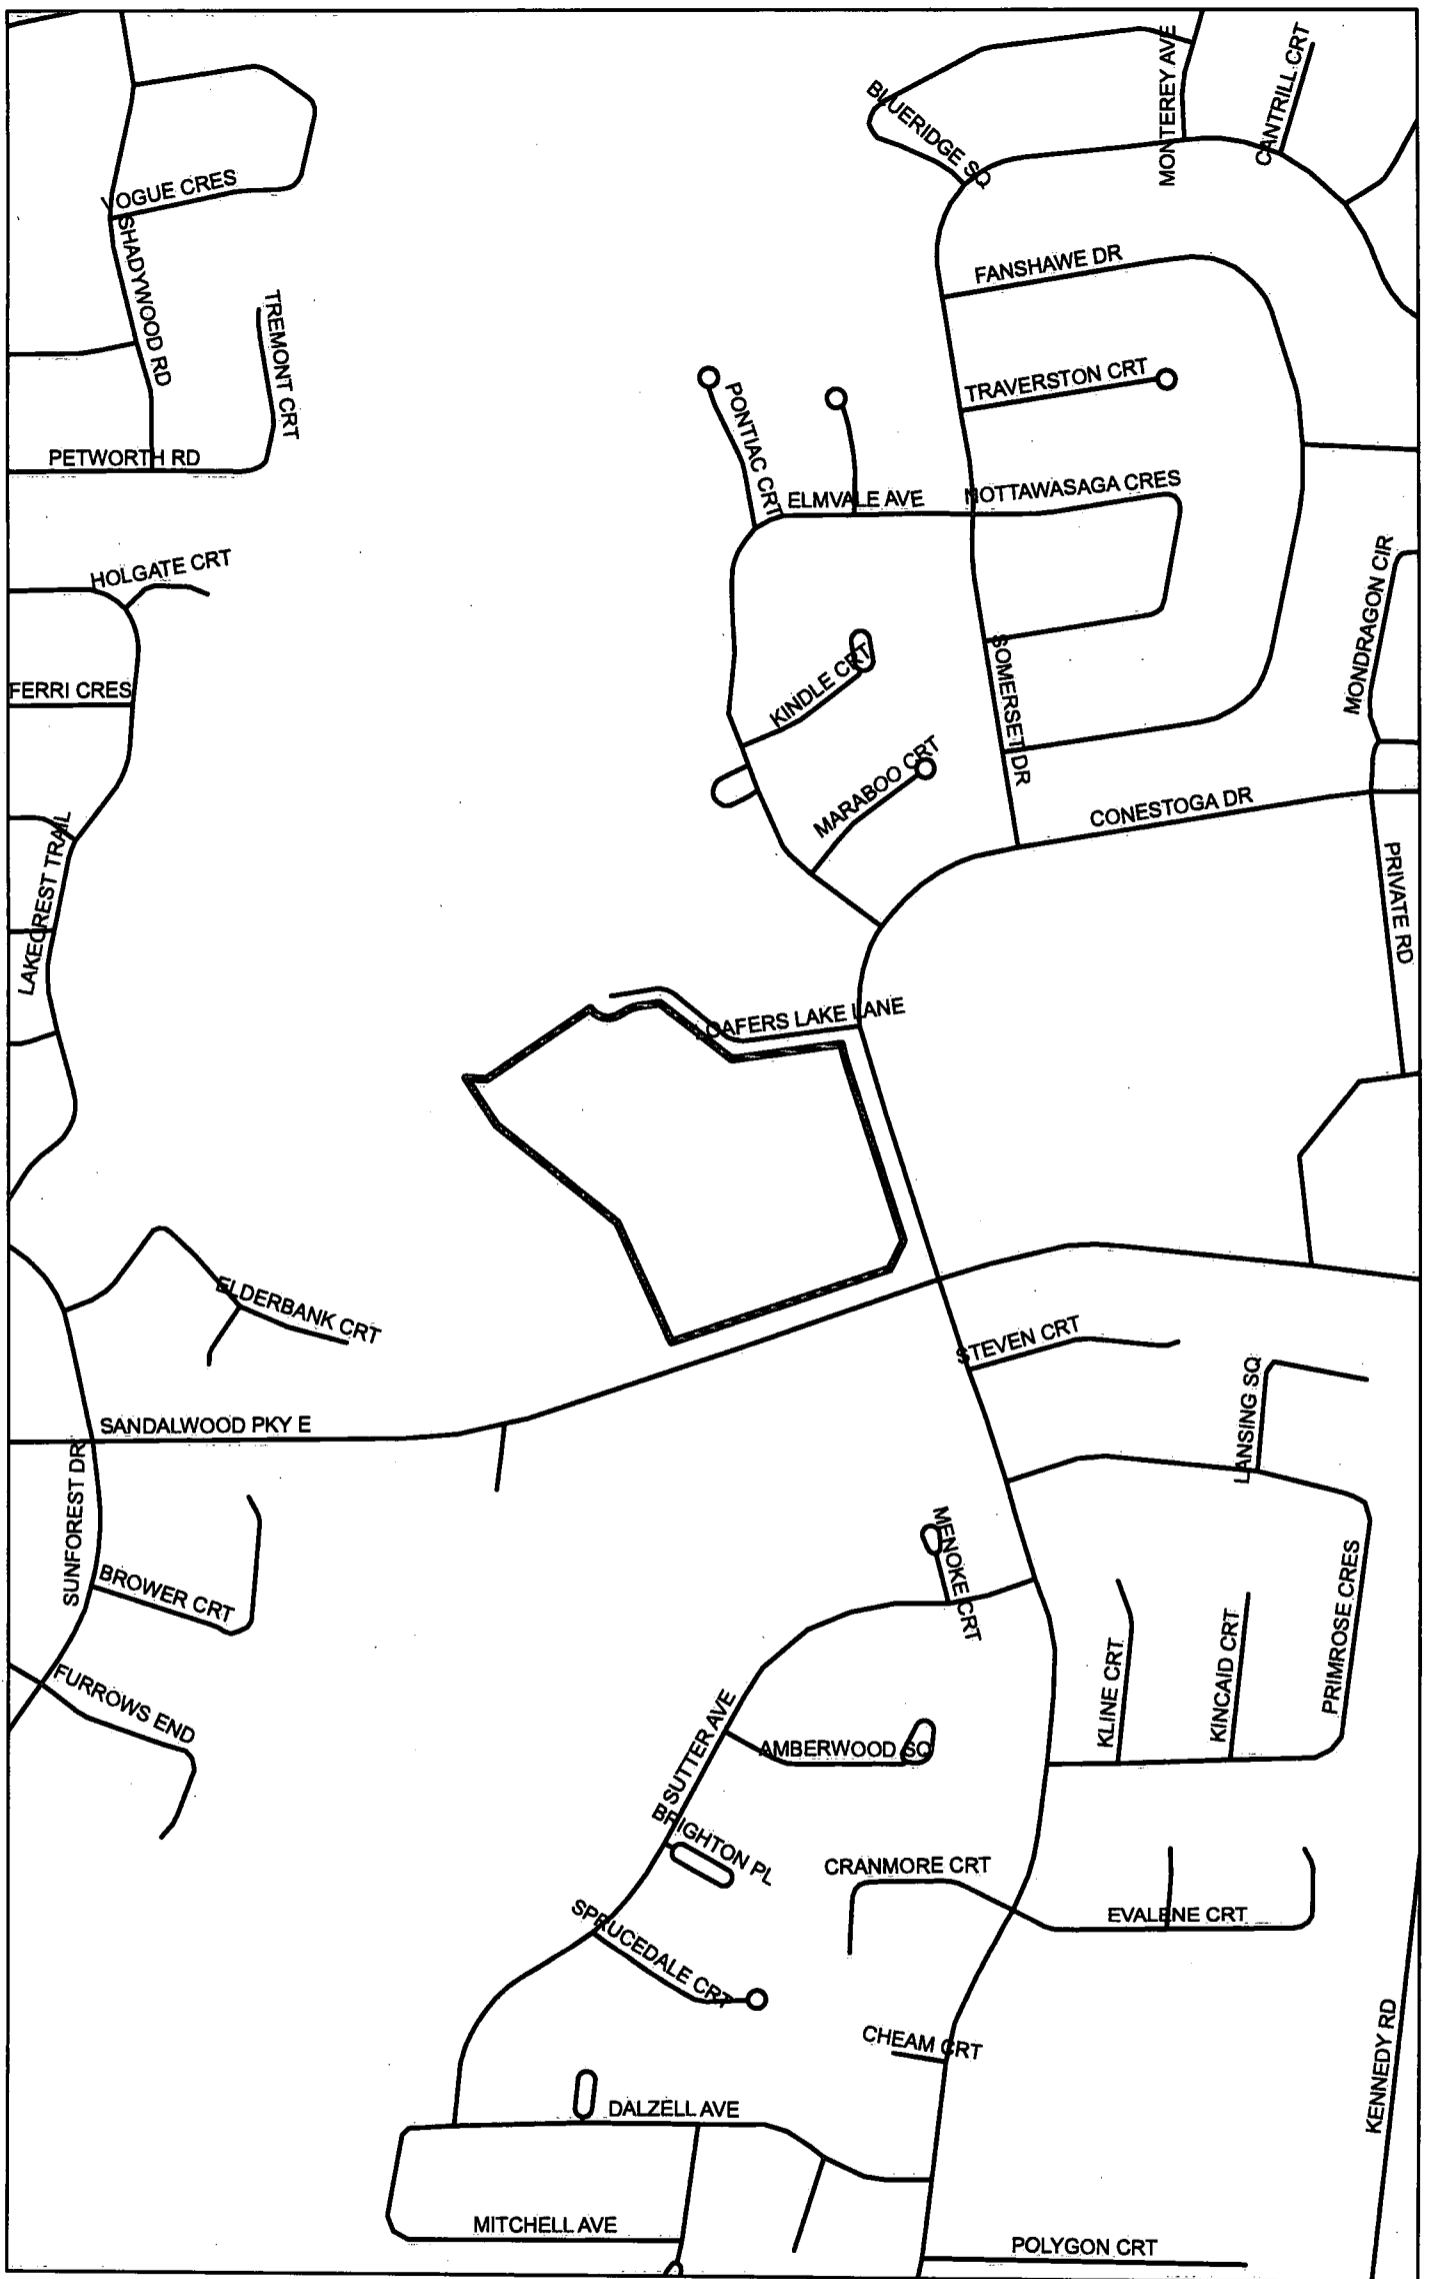 MONTEREY AVE
CANTRILL CRT
BLUERIDGE SQ
VOGUE CRES
SHADYWOOD RD
FANSHAWE DR
TREMONT CRT
TRAVERSTON CRT
PONTIAC CRT
PETWORTH RD
ELMVALE AVE
NOTTAWASAGA CRES
HOLGATE CRT
MONDRAGON CIR
KINDLE CRT
SOMERSET DR
FERRI CRES
MARABOO CRT
CONESTOGA DR
LAKECREST TRAIL
PRIVATE RD
LOAFERS LAKE LANE
ELDERBANK CRT
STEVEN CRT
LANSING SQ
SANDALWOOD PKY E
SUNFOREST DR
MENOKE CRT
BROWER CRT
PRIMROSE CRES
KLINE CRT
KINCAID CRT
FURROWS END
SUTTER AVE
AMBERWOOD SQ
BRIGHTON PL
CRANMORE CRT
EVALENE CRT
SPRUCEDALE CRT
CHEAM CRT
KENNEDY RD
DALZELL AVE
MITCHELL AVE
POLYGON CRT